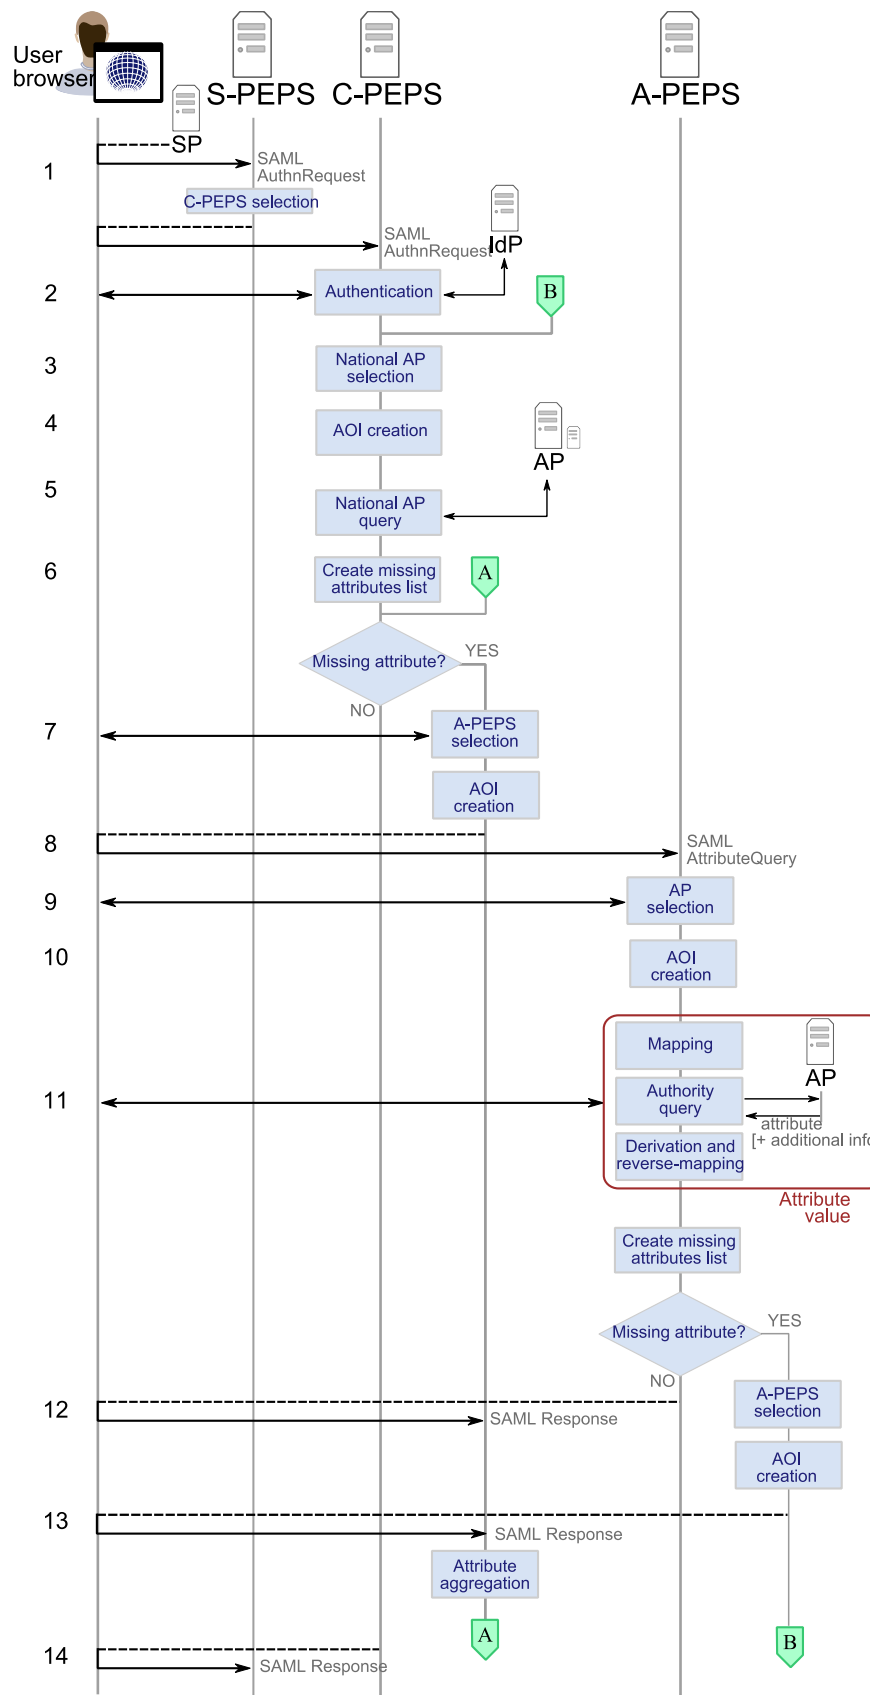 User
browser
S-PEPS
C-PEPS
A-PEPS
SP
1
SAML
AuthnRequest
C-PEPS selection
SAML
AuthnRequest
IdP
2
Authentication
B
3
National AP
selection
4
AOI creation
AP
5
National AP
query
6
Create missing
attributes list
A
Missing attribute?
YES
NO
7
A-PEPS
selection
AOI
creation
8
SAML
AttributeQuery
9
AP
selection
10
AOI
creation
Mapping
AP
11
Authority
query
attribute
[+ additional info
Derivation and
reverse-mapping
Attribute
value
Create missing
attributes list
Missing attribute?
YES
NO
A-PEPS
selection
12
SAML Response
AOI
creation
13
SAML Response
Attribute
aggregation
A
B
14
SAML Response